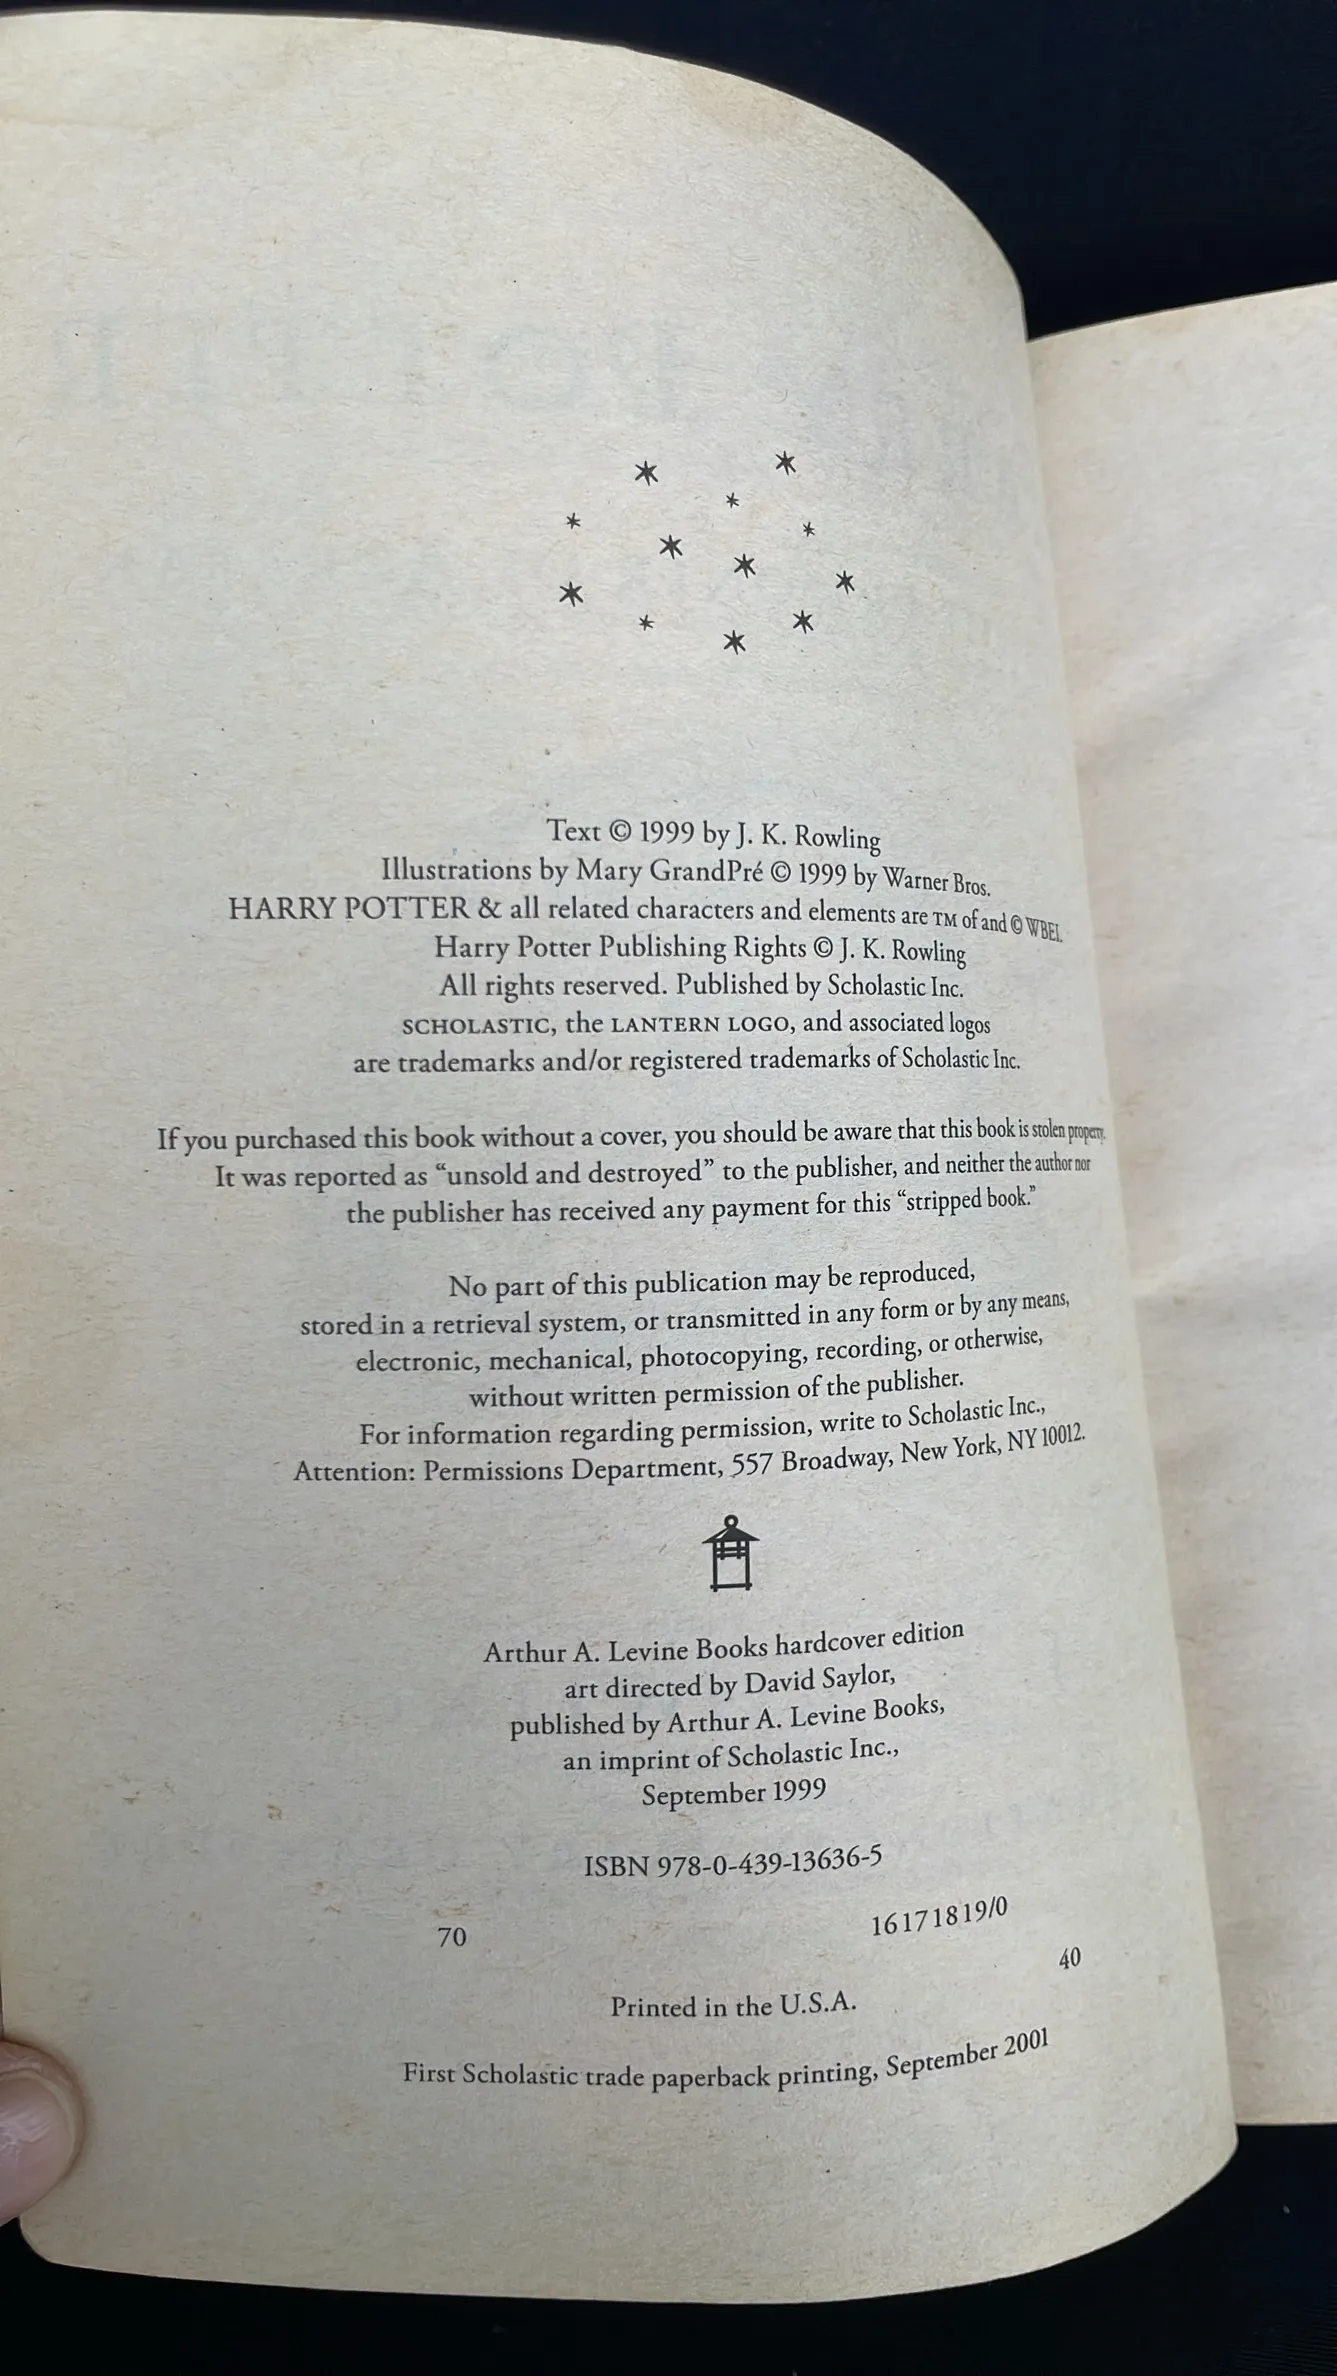 Text © 1999 by J. K. Rowling
Illustrations by Mary GrandPré © 1999 by Warner Bros.
HARRY POTTER & all related characters and elements are TM of and © WBEI.
Harry Potter Publishing Rights © J. K. Rowling
All rights reserved. Published by Scholastic Inc.
SCHOLASTIC, the LANTERN LOGO, and associated logos
are trademarks and/or registered trademarks of Scholastic Inc.
If you purchased this book without a cover, you should be aware that this book is stolen property.
It was reported as “unsold and destroyed” to the publisher, and neither the author nor
the publisher has received any payment for this “stripped book.”
No part of this publication may be reproduced,
stored in a retrieval system, or transmitted in any form or by any means,
electronic, mechanical, photocopying, recording, or otherwise,
without written permission of the publisher.
For information regarding permission, write to Scholastic Inc.,
Attention: Permissions Department, 557 Broadway, New York, NY 10012.
Arthur A. Levine Books hardcover edition
art directed by David Saylor,
published by Arthur A. Levine Books,
an imprint of Scholastic Inc.,
September 1999
ISBN 978-0-439-13636-5
70 16 17 18 19/0
40
Printed in the U.S.A.
First Scholastic trade paperback printing, September 2001